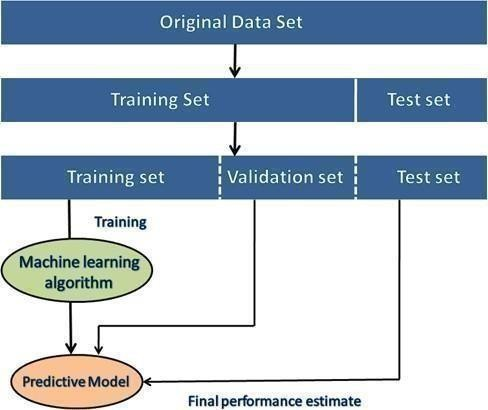 Original Data Set
Training Set
Test set
Training set
Validation set
Test set
Training
Machine learning
algorithm
Predictive Model
Final performance estimate